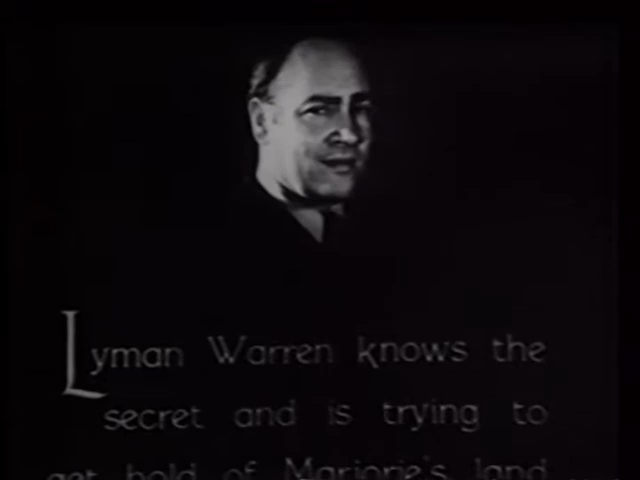 Lyman Warren knows the
secret and is trying to
get hold of Marjorie's land